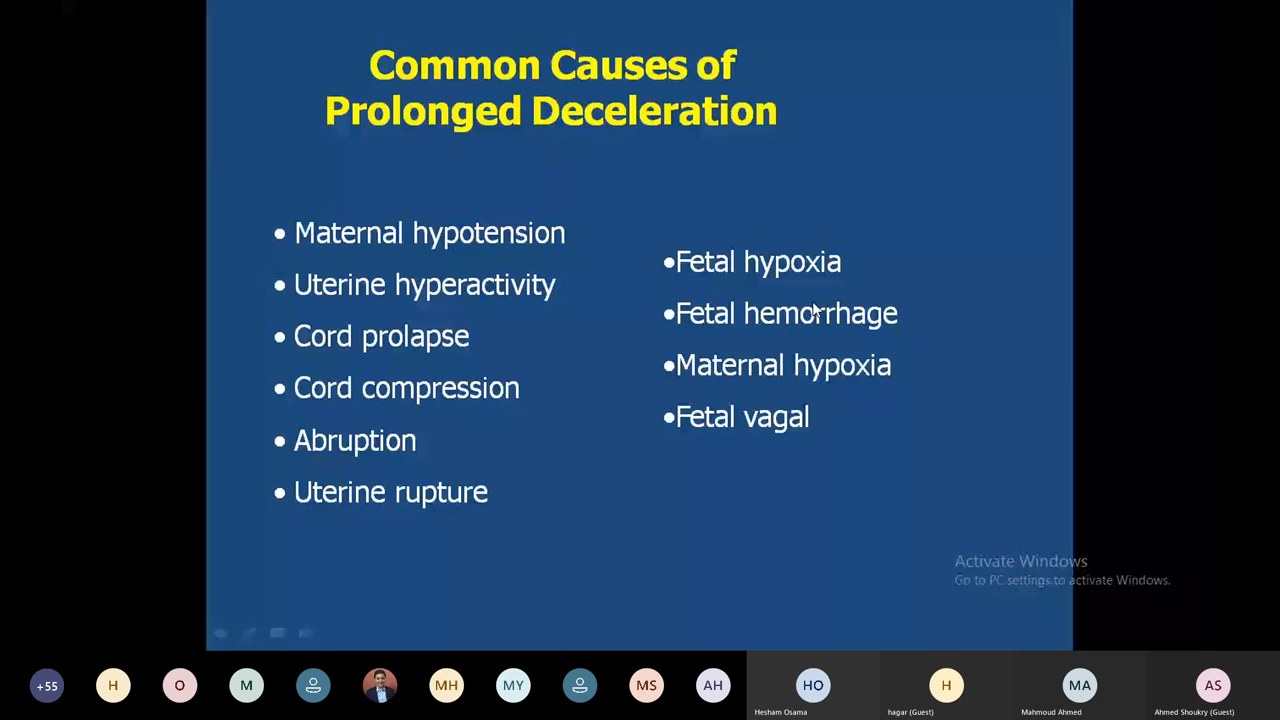 Common Causes of
Prolonged Deceleration
• Maternal hypotension
• Uterine hyperactivity
• Cord prolapse
• Cord compression
• Abruption
• Uterine rupture
•Fetal hypoxia
•Fetal hemorrhage
•Maternal hypoxia
•Fetal vagal
Activate Windows
Go to PC settings to activate Windows.
+55
H
O
M
MH
MY
MS
AH
HO
Hesham Osama
H
hagar (Guest)
MA
Mahmoud Ahmed
AS
Ahmed Shoukry (Guest)